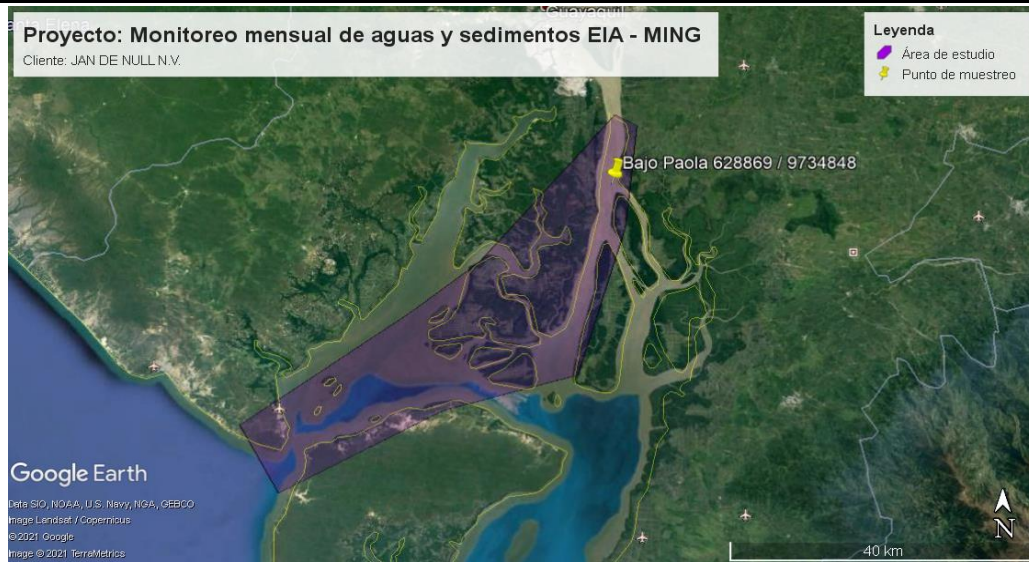 Guayaquil
Proyecto: Monitoreo mensual de aguas y sedimentos EIA - MING
Cliente: JAN DE NULL N.V.
Leyenda
Área de estudio
Punto de muestreo
Bajo Paola 628869 / 9734848
Google Earth
Data SIO, NOAA, U.S. Navy, NGA, GEBCO
Image Landsat / Copernicus
© 2021 Google
Image © 2021 TerraMetrics
N
40 km